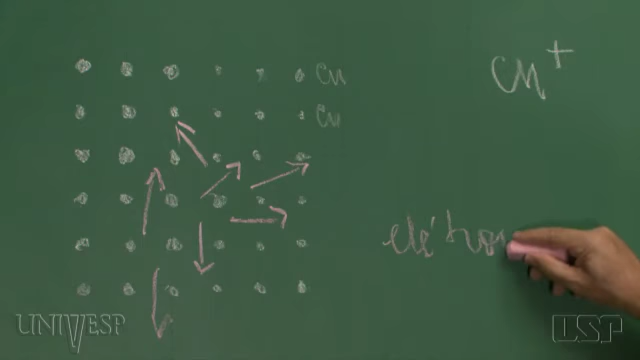 Cu
Cu
Cu+
elétron
UNIVESP
USP